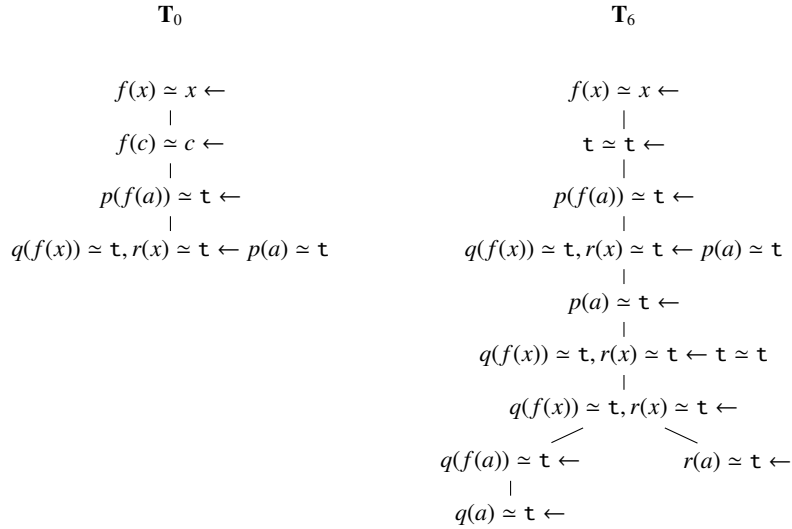 T₀
f(x) ≃ x ←
f(c) ≃ c ←
p(f(a)) ≃ t ←
q(f(x)) ≃ t, r(x) ≃ t ← p(a) ≃ t
T₆
f(x) ≃ x ←
t ≃ t ←
p(f(a)) ≃ t ←
q(f(x)) ≃ t, r(x) ≃ t ← p(a) ≃ t
p(a) ≃ t ←
q(f(x)) ≃ t, r(x) ≃ t ← t ≃ t
q(f(x)) ≃ t, r(x) ≃ t ←
q(f(a)) ≃ t ←
r(a) ≃ t ←
q(a) ≃ t ←